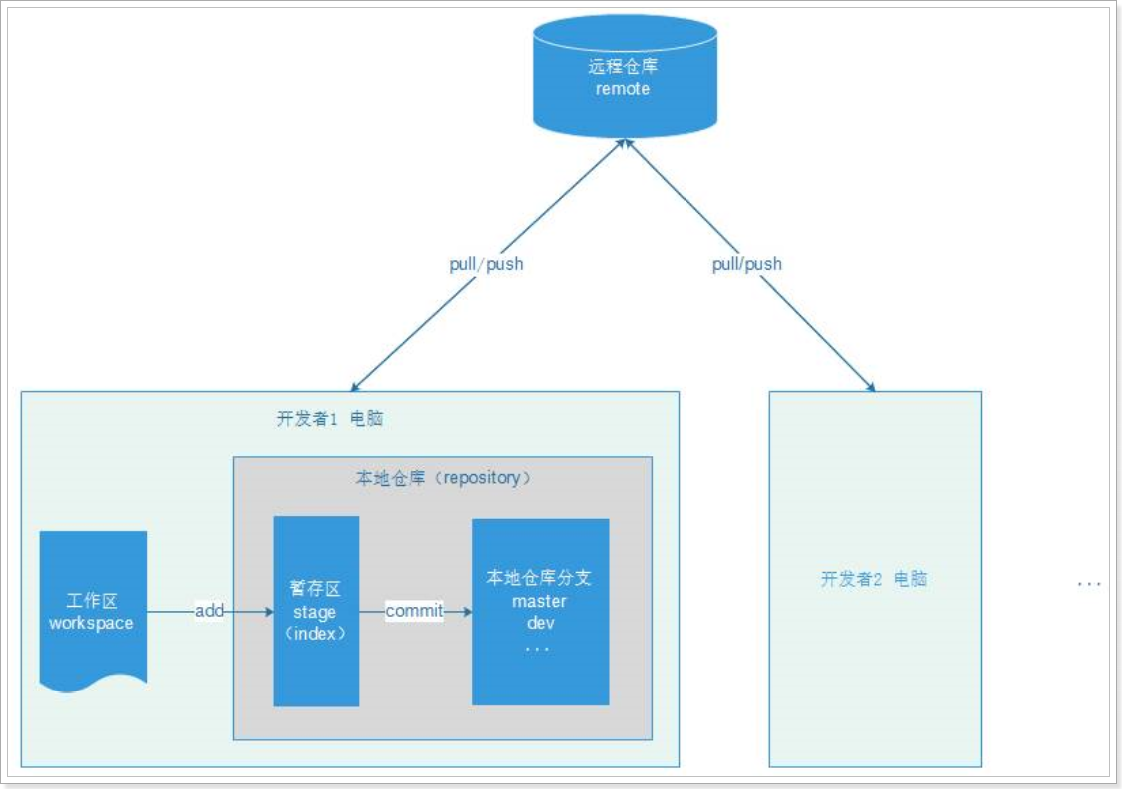 远程仓库
remote
pull/push
pull/push
开发者1 电脑
本地仓库（repository）
工作区
workspace
add
暂存区
stage
（index）
commit
本地仓库分支
master
dev
...
开发者2 电脑
...